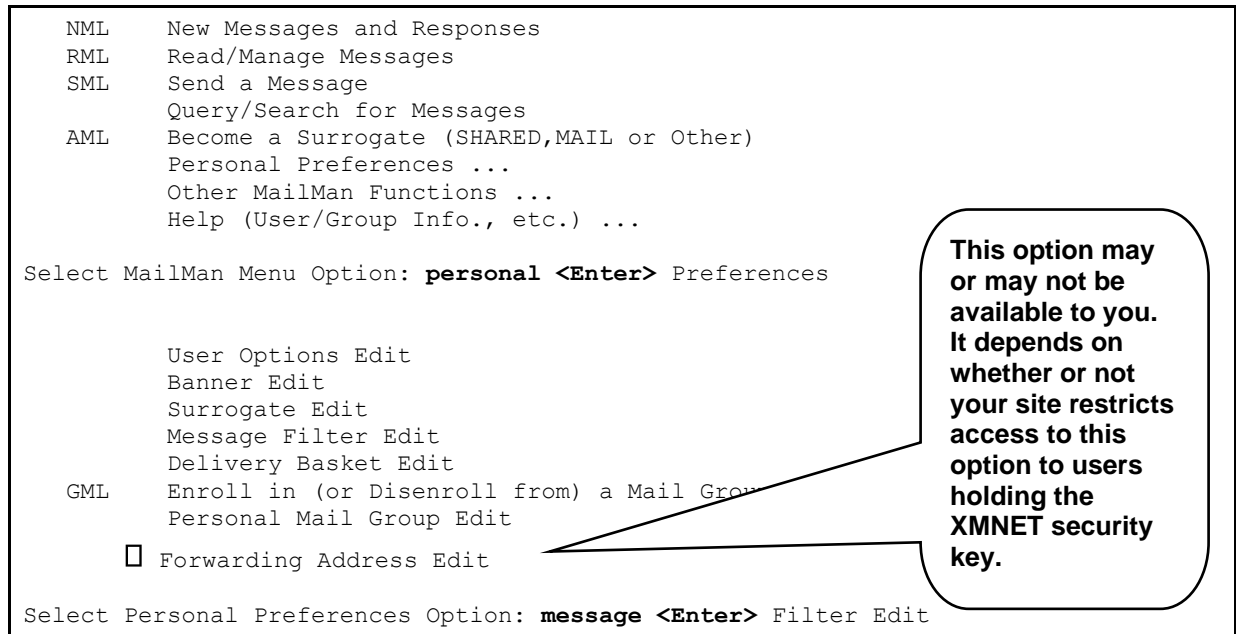 NML New Messages and Responses
RML Read/Manage Messages
SML Send a Message
Query/Search for Messages
AML Become a Surrogate (SHARED,MAIL or Other)
Personal Preferences ...
Other MailMan Functions ...
Help (User/Group Info., etc.) ...
Select MailMan Menu Option: personal <Enter> Preferences
User Options Edit
Banner Edit
Surrogate Edit
Message Filter Edit
Delivery Basket Edit
GML Enroll in (or Disenroll from) a Mail Grou
Personal Mail Group Edit
Forwarding Address Edit
Select Personal Preferences Option: message <Enter> Filter Edit
This option may
or may not be
available to you.
It depends on
whether or not
your site restricts
access to this
option to users
holding the
XMNET security
key.